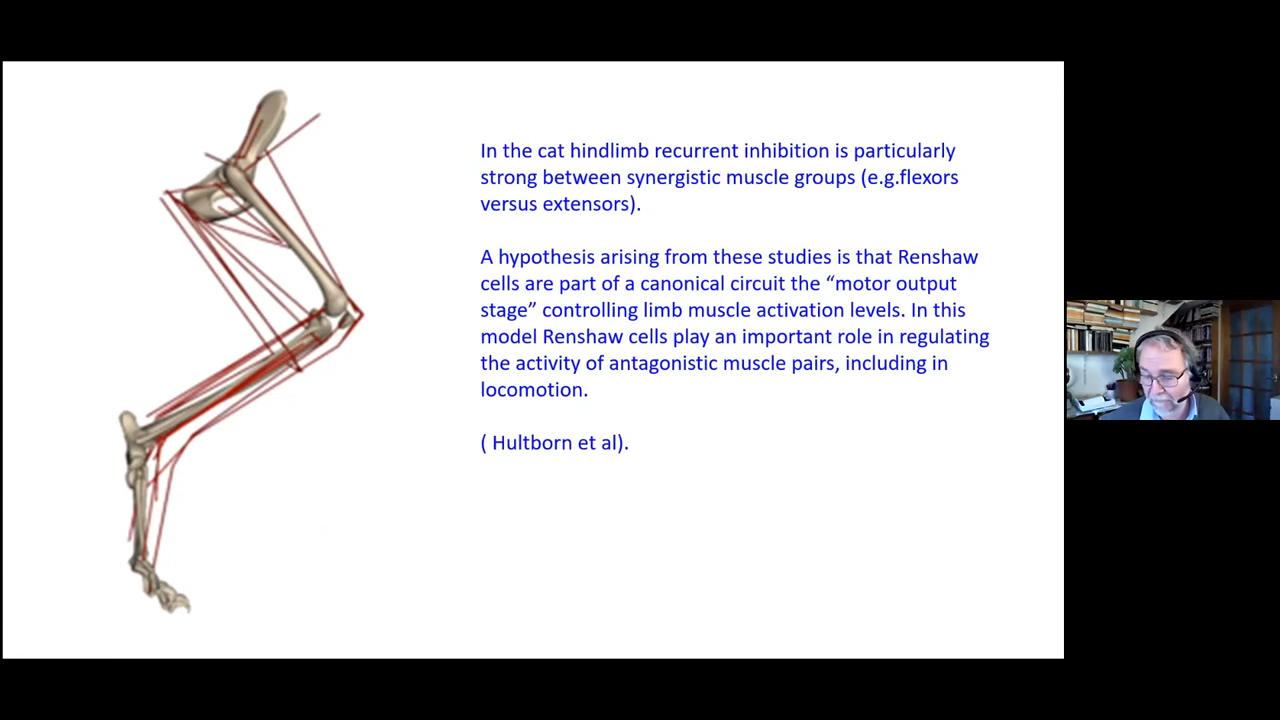 In the cat hindlimb recurrent inhibition is particularly
strong between synergistic muscle groups (e.g.flexors
versus extensors).
A hypothesis arising from these studies is that Renshaw
cells are part of a canonical circuit the “motor output
stage” controlling limb muscle activation levels. In this
model Renshaw cells play an important role in regulating
the activity of antagonistic muscle pairs, including in
locomotion.
( Hultborn et al).